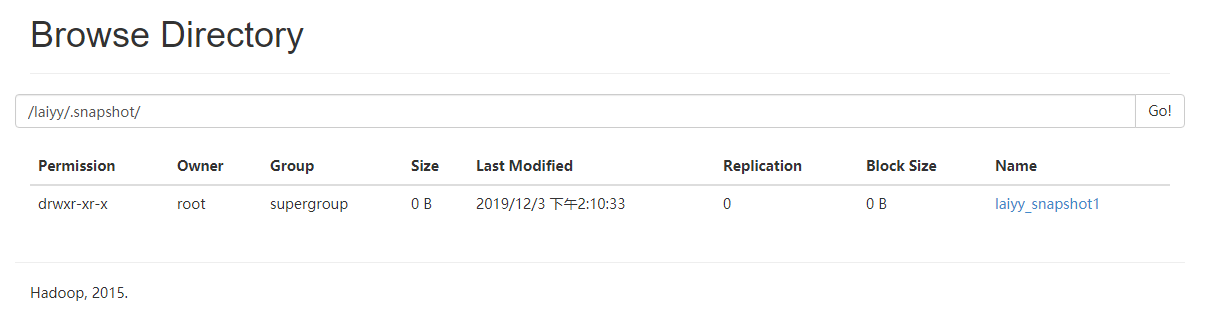 Browse Directory
/laiyy/.snapshot/ Go!
Permission Owner Group Size Last Modified Replication Block Size Name
drwxr-xr-x root supergroup 0 B 2019/12/3 下午2:10:33 0 0 B laiyy_snapshot1
Hadoop, 2015.